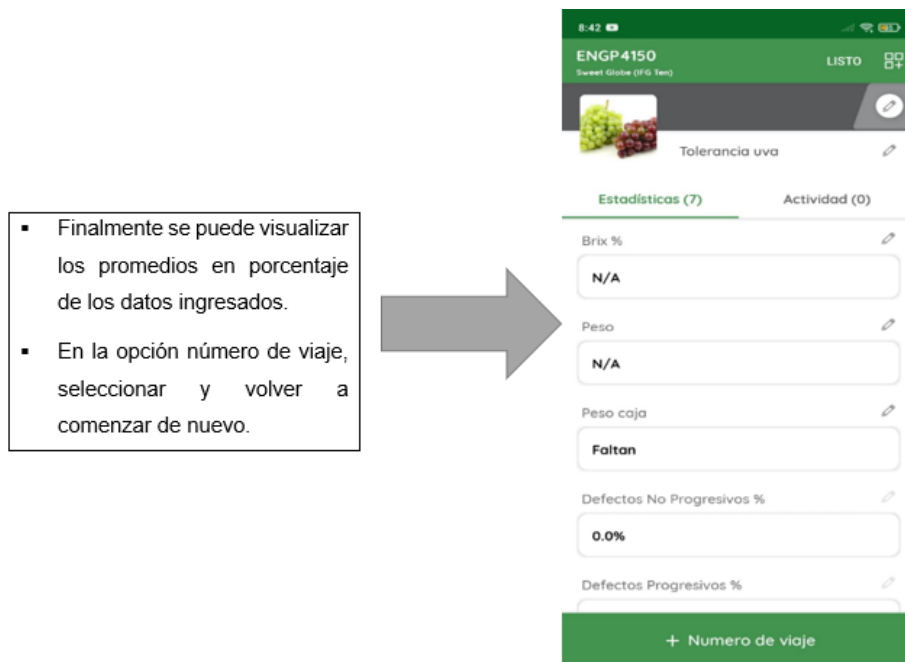 ▪ Finalmente se puede visualizar
los promedios en porcentaje
de los datos ingresados.
▪ En la opción número de viaje,
seleccionar y volver a
comenzar de nuevo.
8:42
ENGP4150
Sweet Globe (IFG Ten)
LISTO
Tolerancia uva
Estadísticas (7) Actividad (0)
Brix %
N/A
Peso
N/A
Peso caja
Faltan
Defectos No Progresivos %
0.0%
Defectos Progresivos %
+ Numero de viaje